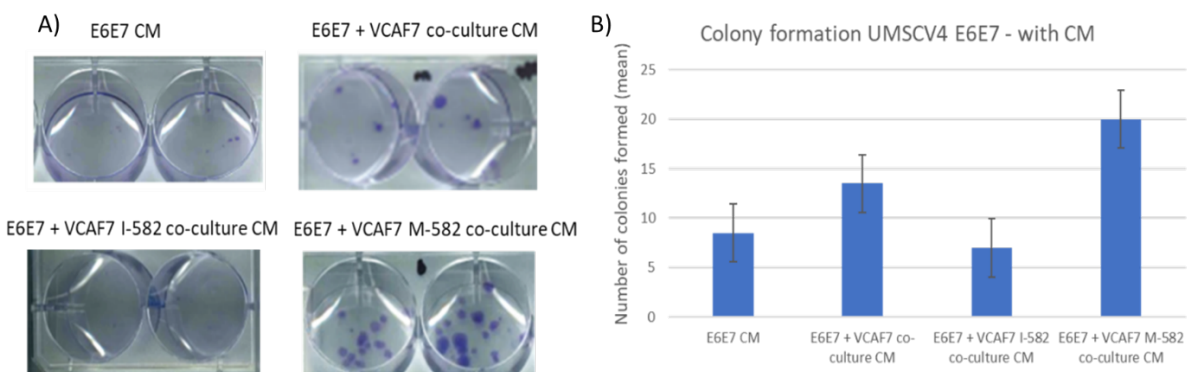 A)
E6E7 CM
E6E7 + VCAF7 co-culture CM
E6E7 + VCAF7 I-582 co-culture CM
E6E7 + VCAF7 M-582 co-culture CM
B)
Colony formation UMSCV4 E6E7 - with CM
Number of colonies formed (mean)
25
20
15
10
5
0
E6E7 CM
E6E7 + VCAF7 co-
culture CM
E6E7 + VCAF7 I-582
co-culture CM
E6E7 + VCAF7 M-582
co-culture CM